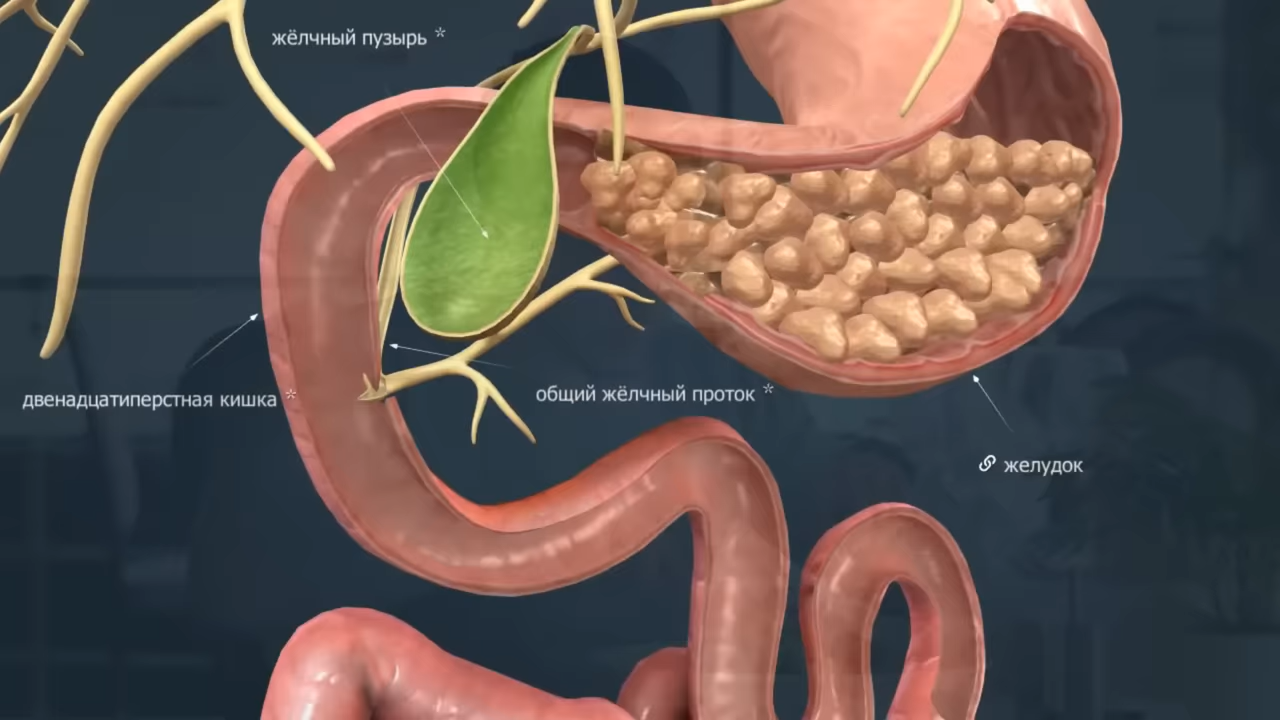 жёлчный пузырь *
двенадцатиперстная кишка *
общий жёлчный проток *
желудок